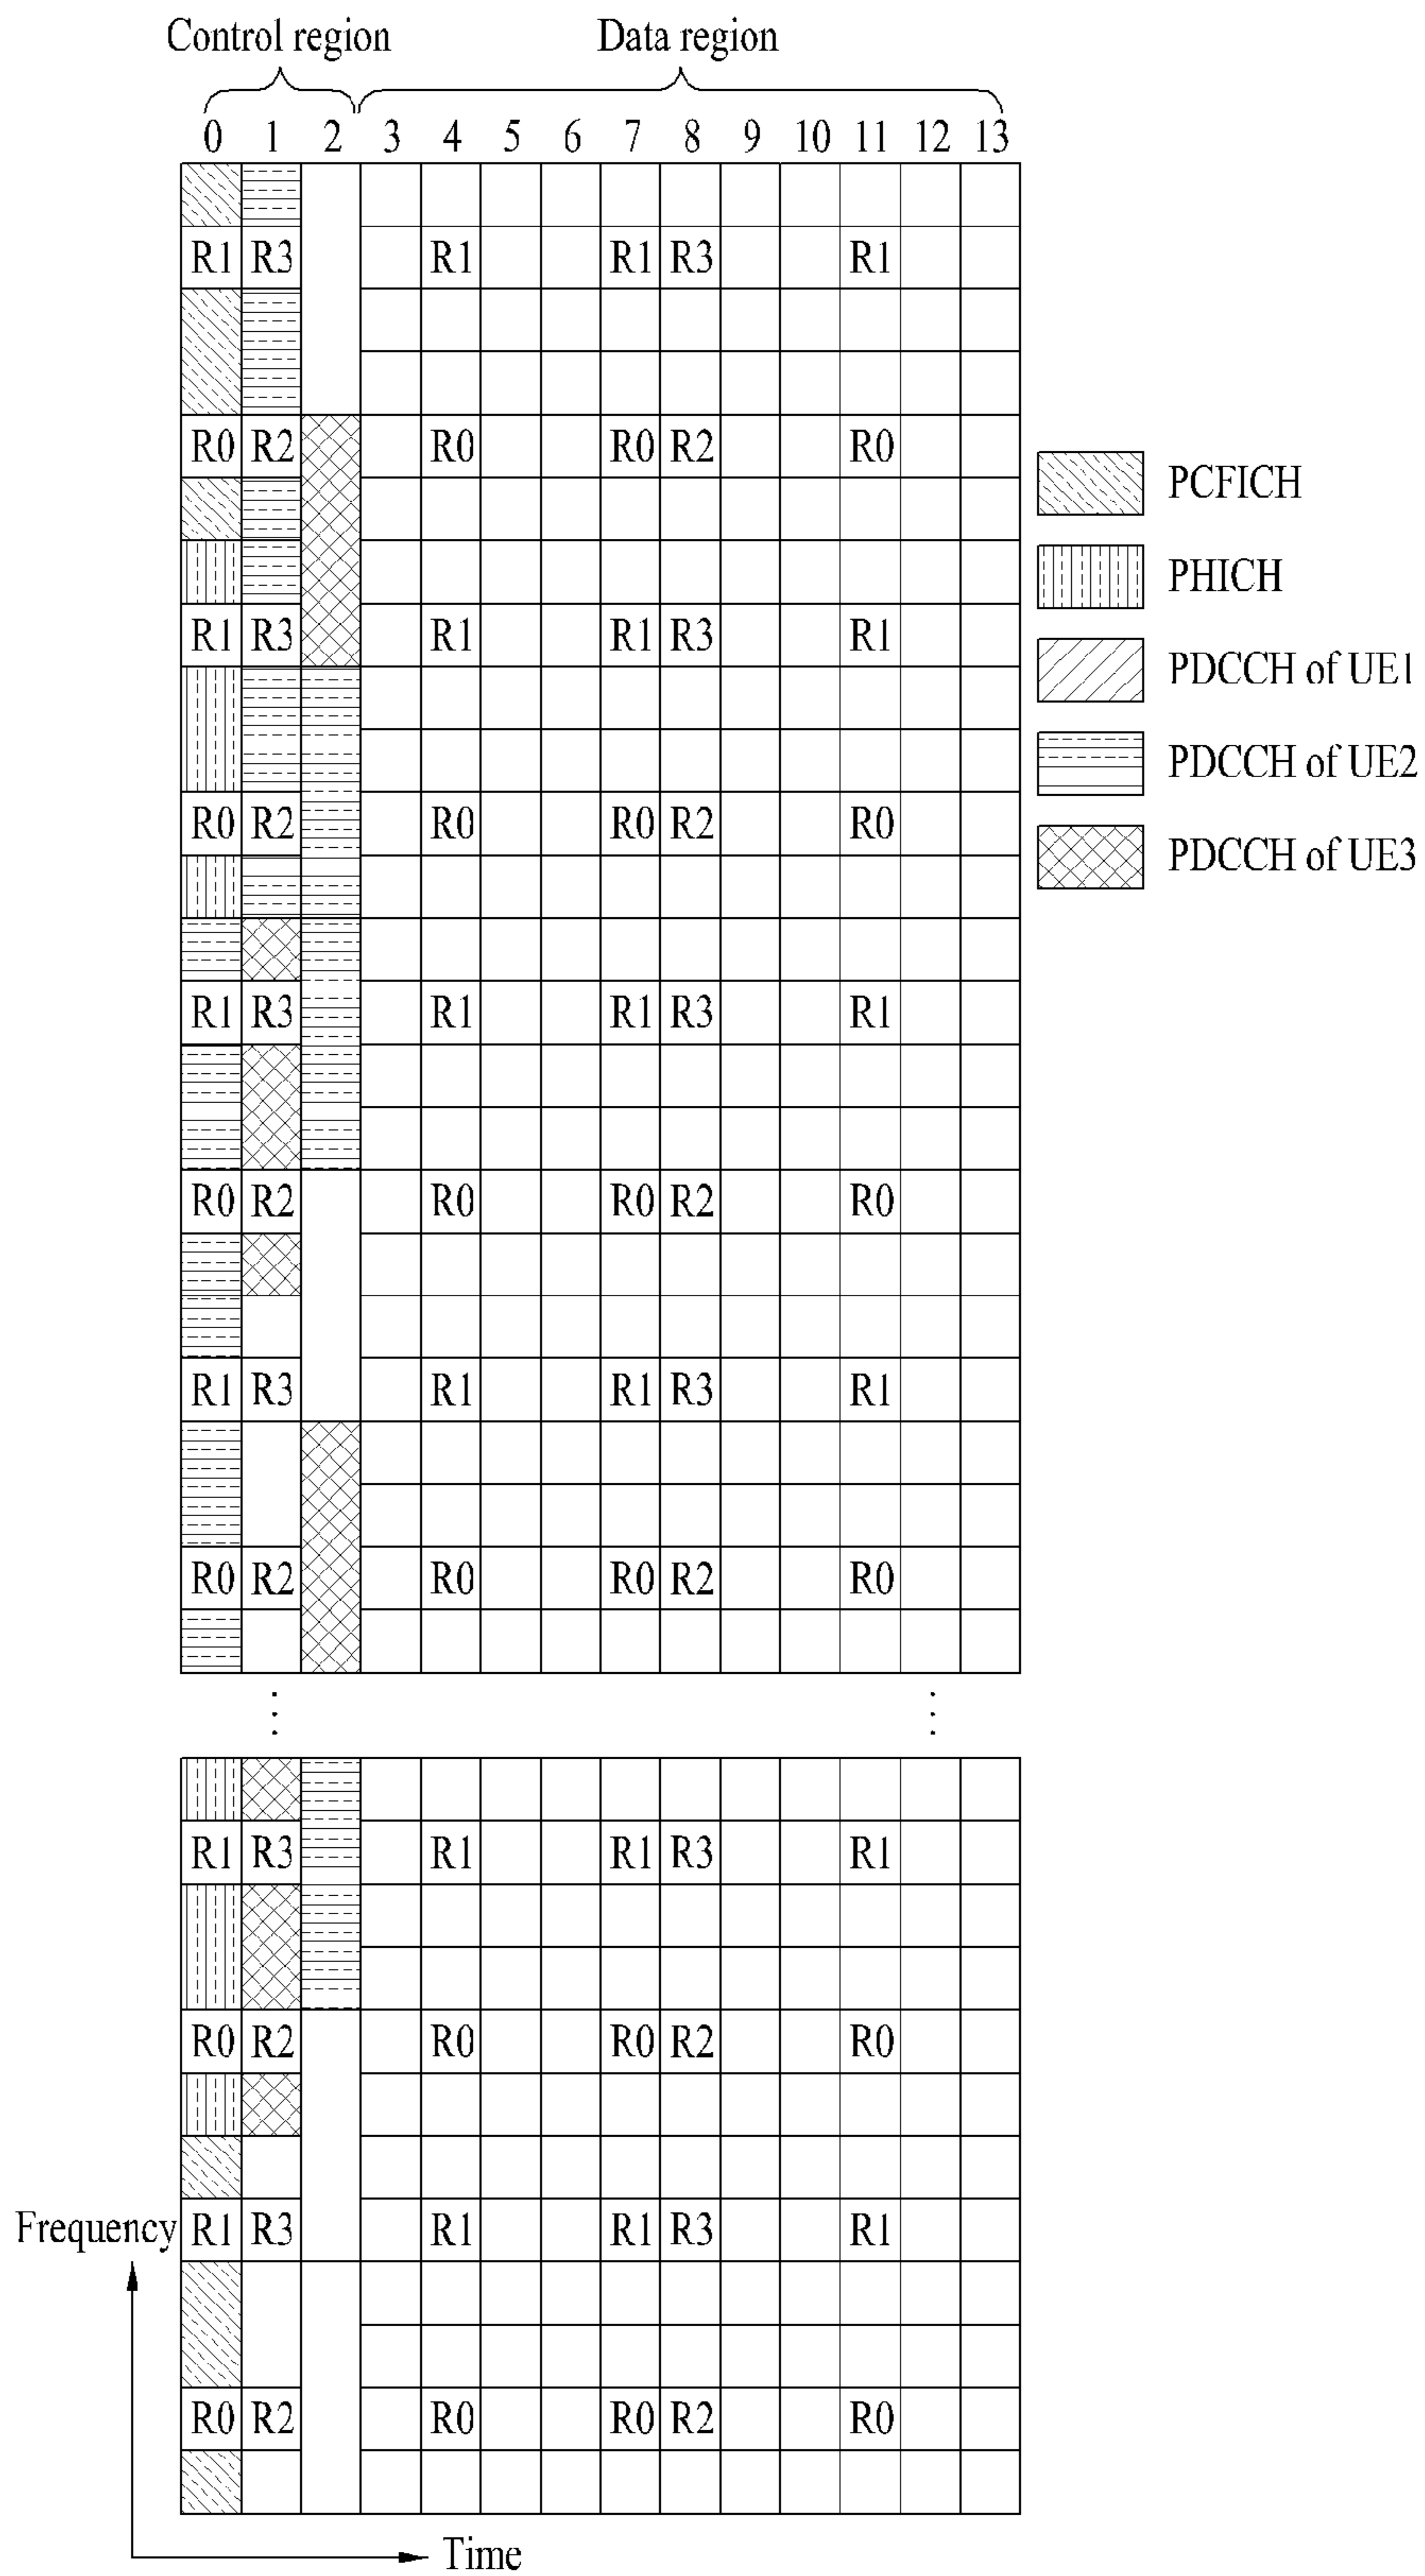 Control region Data region
0 1 2 3 4 5 6 7 8 9 10 11 12 13
R1 R3 R1 R1 R3 R1
R0 R2 R0 R0 R2 R0
PCFICH
PHICH
R1 R3 R1 R1 R3 R1
PDCCH of UE1
PDCCH of UE2
R0 R2 R0 R0 R2 R0
PDCCH of UE3
R1 R3 R1 R1 R3 R1
R0 R2 R0 R0 R2 R0
R1 R3 R1 R1 R3 R1
R0 R2 R0 R0 R2 R0
R1 R3 R1 R1 R3 R1
R0 R2 R0 R0 R2 R0
Frequency R1 R3 R1 R1 R3 R1
R0 R2 R0 R0 R2 R0
Time